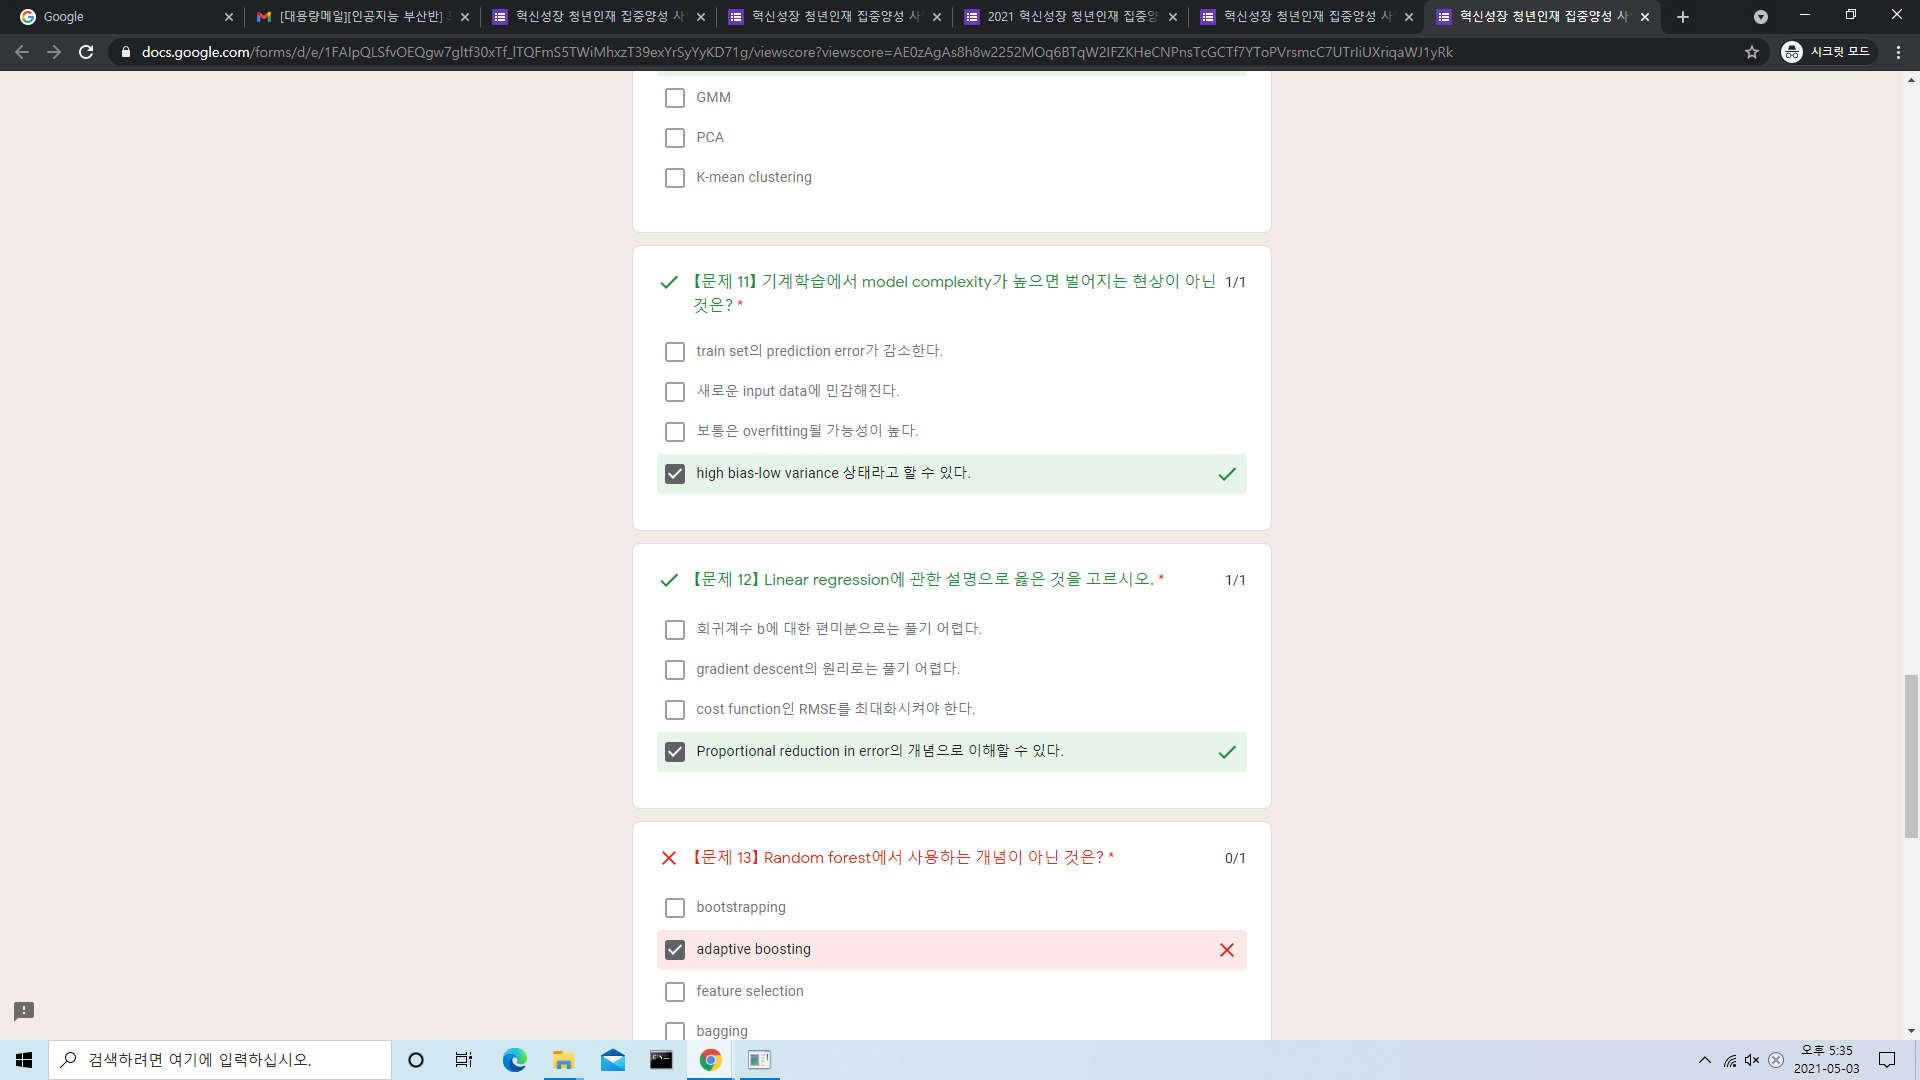 Google
[대용량메일][인공지능 부산반]
혁신성장 청년인재 집중양성 사
혁신성장 청년인재 집중양성 사
2021 혁신성장 청년인재 집중양
혁신성장 청년인재 집중양성 사
혁신성장 청년인재 집중양성 사
시크릿 모드
GMM
PCA
K-mean clustering
【문제 11】 기계학습에서 model complexity가 높으면 벌어지는 현상이 아닌 1/1
것은? *
train set의 prediction error가 감소한다.
새로운 input data에 민감해진다.
보통은 overfitting될 가능성이 높다.
high bias-low variance 상태라고 할 수 있다.
【문제 12】 Linear regression에 관한 설명으로 옳은 것을 고르시오. * 1/1
회귀계수 b에 대한 편미분으로는 풀기 어렵다.
gradient descent의 원리로는 풀기 어렵다.
cost function인 RMSE를 최대화시켜야 한다.
Proportional reduction in error의 개념으로 이해할 수 있다.
【문제 13】 Random forest에서 사용하는 개념이 아닌 것은? * 0/1
bootstrapping
adaptive boosting
feature selection
bagging
검색하려면 여기에 입력하십시오.
오후 5:35
2021-05-03